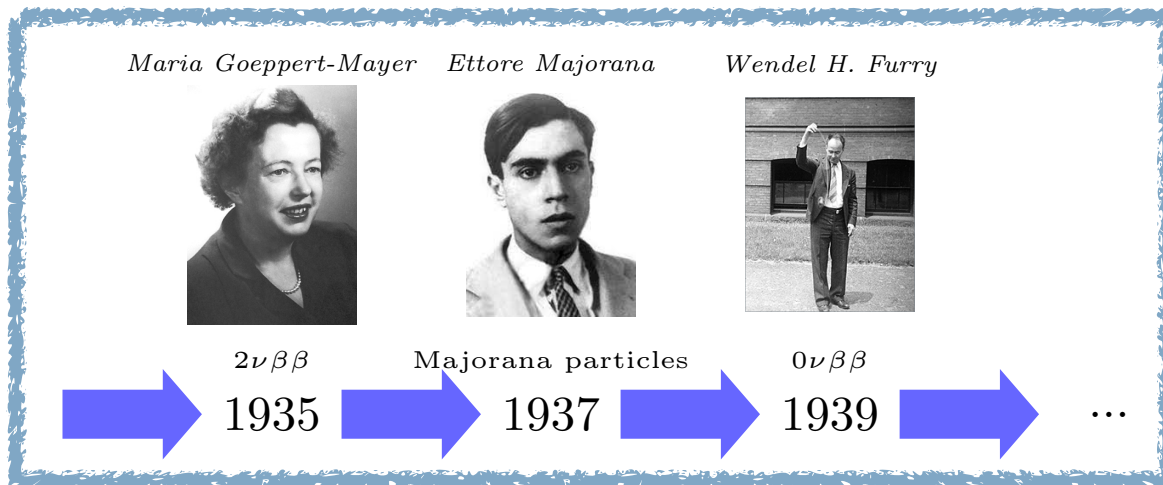 Maria Goeppert-Mayer Ettore Majorana Wendel H. Furry
2νββ Majorana particles 0νββ
1935 1937 1939 ...